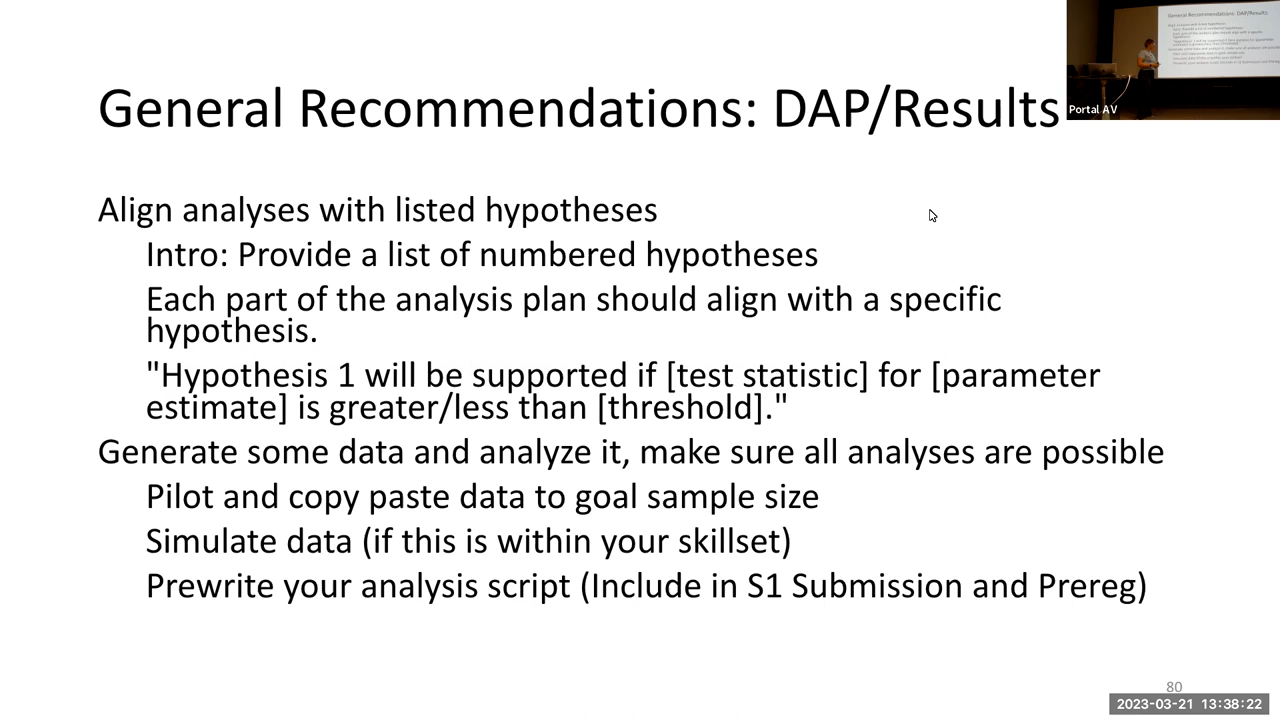 General Recommendations: DAP/Results
Portal AV
Align analyses with listed hypotheses
Intro: Provide a list of numbered hypotheses
Each part of the analysis plan should align with a specific
hypothesis.
"Hypothesis 1 will be supported if [test statistic] for [parameter
estimate] is greater/less than [threshold]."
Generate some data and analyze it, make sure all analyses are possible
Pilot and copy paste data to goal sample size
Simulate data (if this is within your skillset)
Prewrite your analysis script (Include in S1 Submission and Prereg)
80
2023-03-21 13:38:22